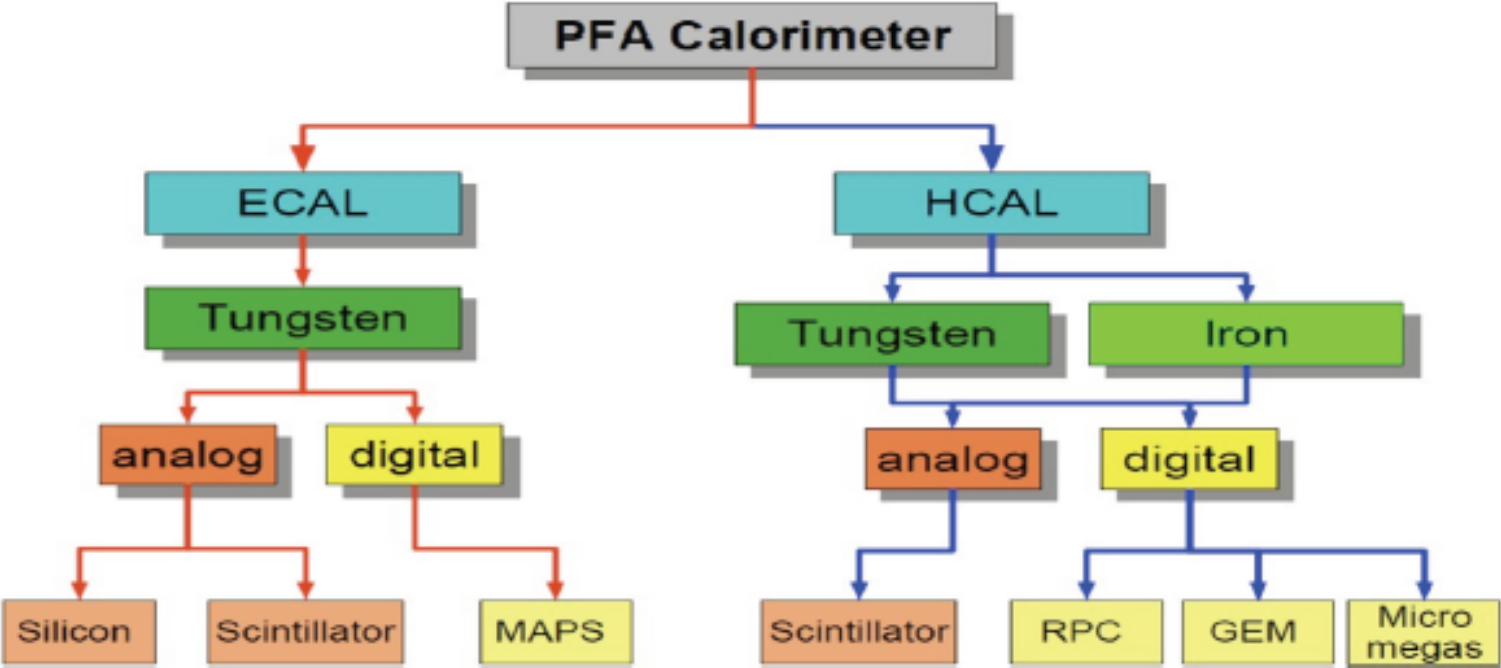 PFA Calorimeter
ECAL
HCAL
Tungsten
Tungsten
Iron
analog
digital
analog
digital
Silicon
Scintillator
MAPS
Scintillator
RPC
GEM
Micro
megas